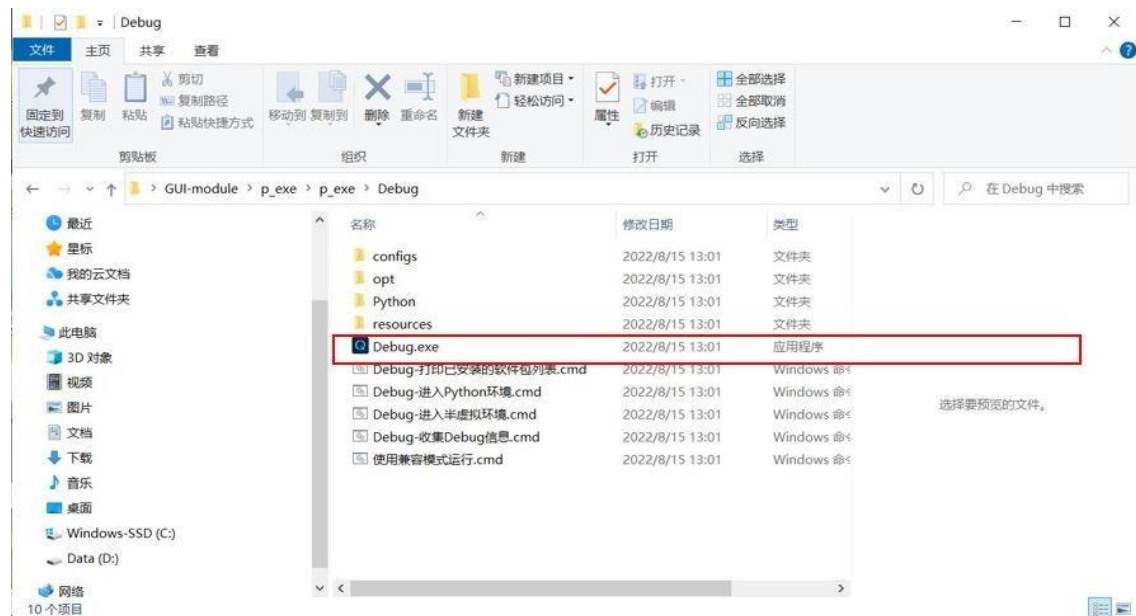 Debug
文件 主页 共享 查看
固定到快速访问
复制
粘贴
剪切
复制路径
粘贴快捷方式
剪贴板
移动到 复制到 删除 重命名
组织
新建文件夹
新建项目
轻松访问
新建
属性
打开
编辑
历史记录
打开
全部选择
全部取消
反向选择
选择
GUI-module > p_exe > p_exe > Debug
在 Debug 中搜索
最近
星标
我的云文档
共享文件夹
此电脑
3D 对象
视频
图片
文档
下载
音乐
桌面
Windows-SSD (C:)
Data (D:)
网络
名称 修改日期 类型
configs 2022/8/15 13:01 文件夹
opt 2022/8/15 13:01 文件夹
Python 2022/8/15 13:01 文件夹
resources 2022/8/15 13:01 文件夹
Debug.exe 2022/8/15 13:01 应用程序
Debug-打印已安装的软件包列表.cmd 2022/8/15 13:01 Windows 命
Debug-进入Python环境.cmd 2022/8/15 13:01 Windows 命
Debug-进入半虚拟环境.cmd 2022/8/15 13:01 Windows 命
Debug-收集Debug信息.cmd 2022/8/15 13:01 Windows 命
使用兼容模式运行.cmd 2022/8/15 13:01 Windows 命
选择要预览的文件。
10 个项目